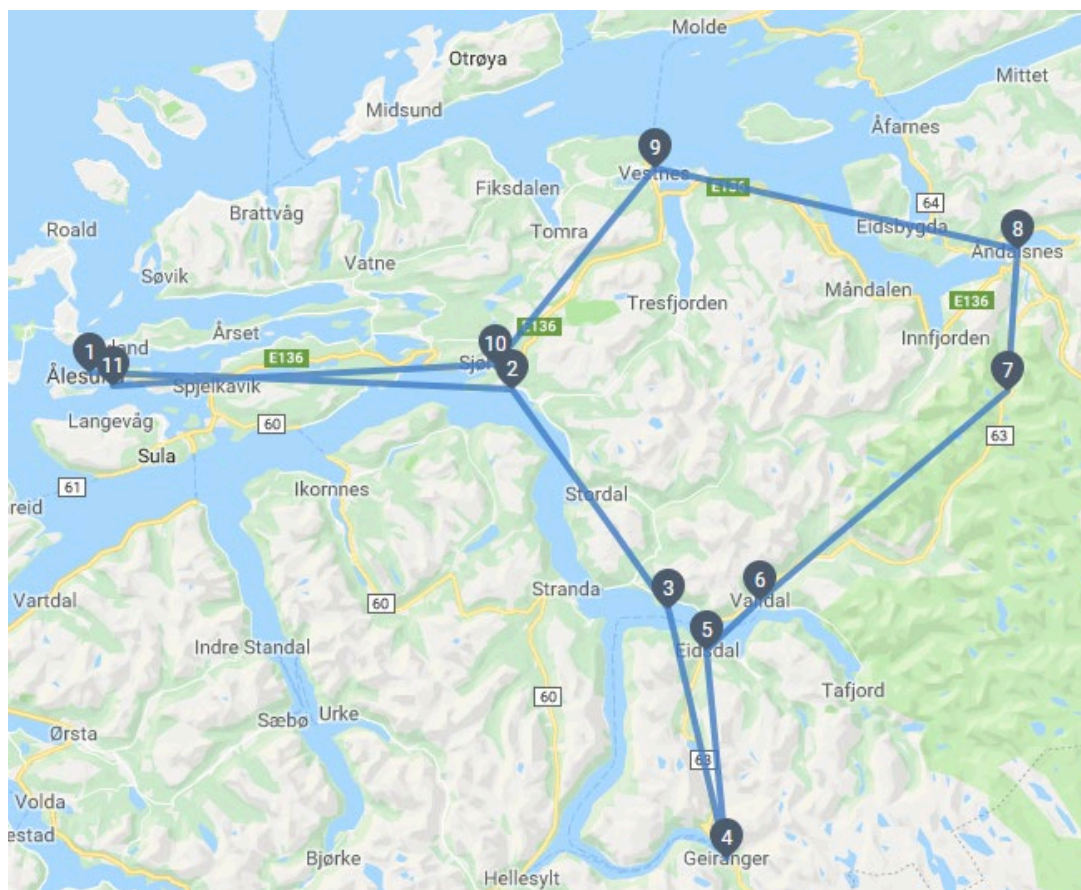 Molde
Otrøya
Mittet
Midsund
Åfarnes
9
Vestnes
Fiksdalen
E136
64
Brattvåg
Eidsbygda
8
Roald
Tomra
Åndalsnes
Vatne
Søvik
Måndalen
Tresfjorden
E136
Årset
E136
Innfjorden
1
10
E136
11
2
7
Spjelkavik
Langevåg
60
63
Sula
Ikornnes
61
Stordal
reid
6
3
Stranda
Vartdal
60
5
Eidsdal
Indre Standal
Tafjord
60
Sæbø
Urke
Ørsta
63
Volda
4
estad
Bjørke
Geiranger
Hellesylt